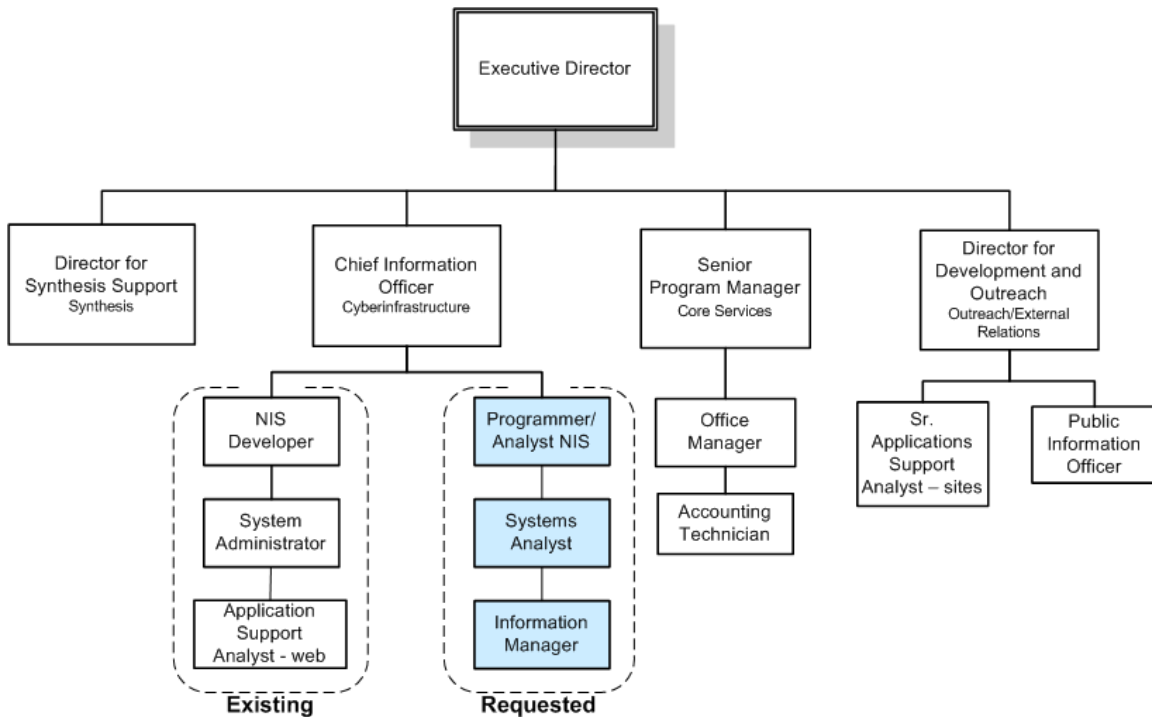 Executive Director
Director for
Synthesis Support
Synthesis
Chief Information
Officer
Cyberinfrastructure
Senior
Program Manager
Core Services
Director for
Development and
Outreach
Outreach/External
Relations
NIS
Developer
System
Administrator
Application
Support
Analyst - web
Existing
Programmer/
Analyst NIS
Systems
Analyst
Information
Manager
Requested
Office
Manager
Accounting
Technician
Sr.
Applications
Support
Analyst – sites
Public
Information
Officer